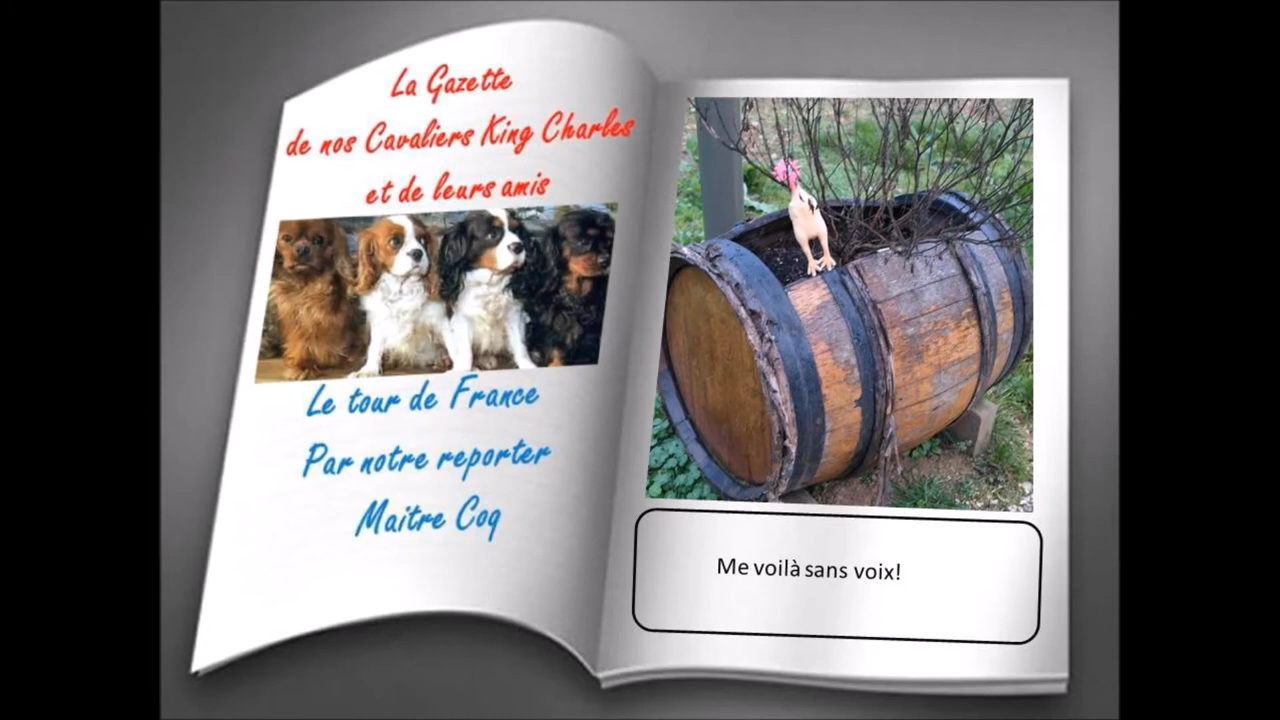 La Gazette
de nos Cavaliers King Charles
et de leurs amis
Le tour de France
Par notre reporter
Maitre Coq
Me voilà sans voix!